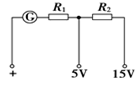 G R₁ R₂
+ 5V 15V